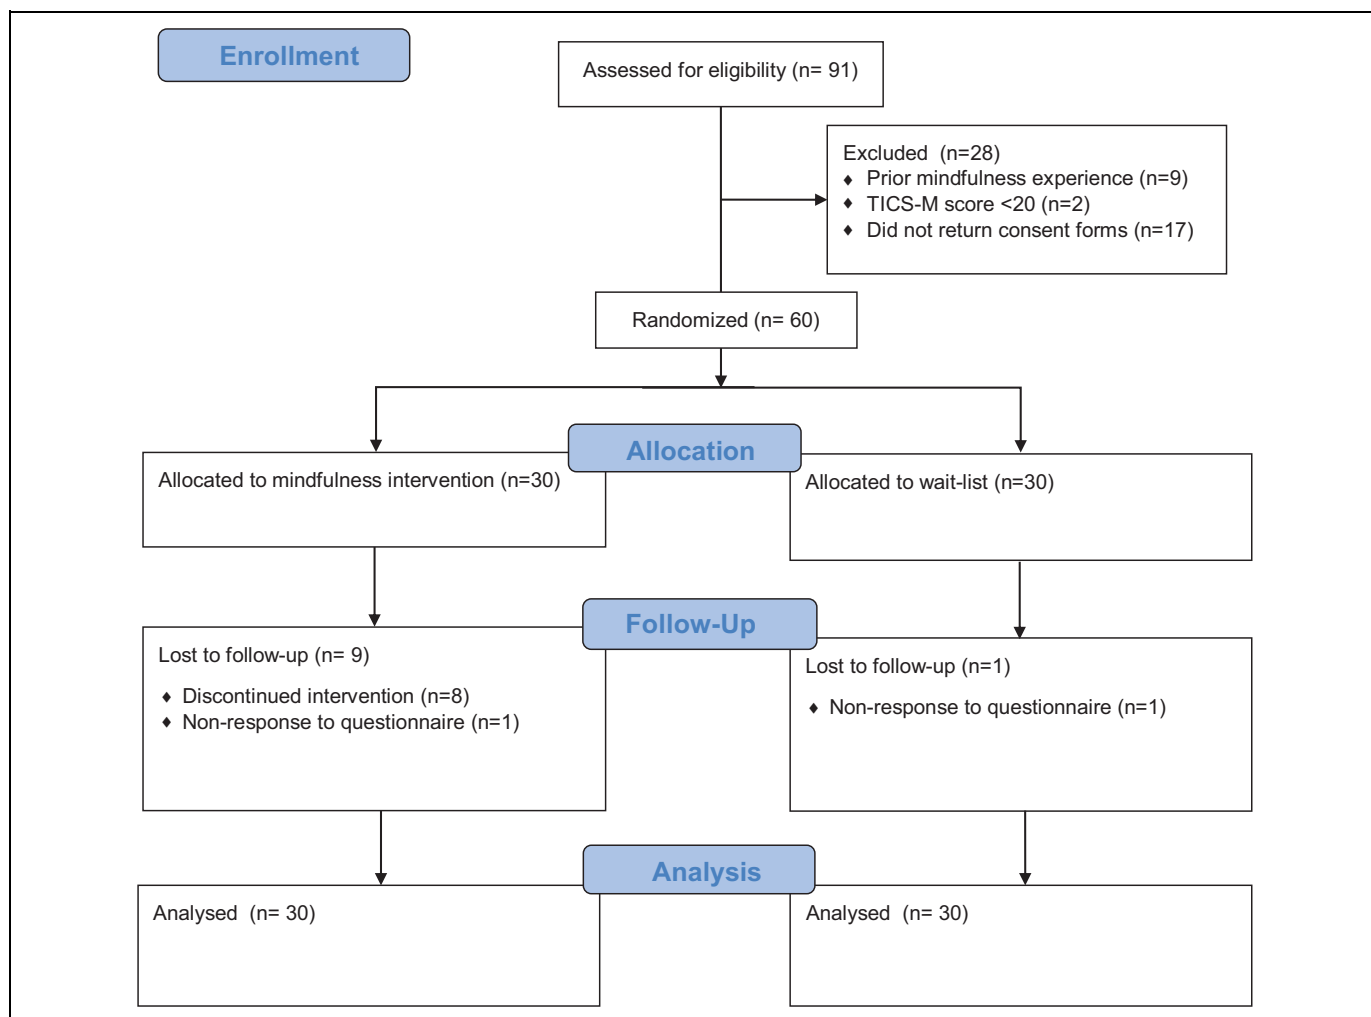 Enrollment
Assessed for eligibility (n= 91)
Excluded (n=28)
♦ Prior mindfulness experience (n=9)
♦ TICS-M score <20 (n=2)
♦ Did not return consent forms (n=17)
Randomized (n= 60)
Allocation
Allocated to mindfulness intervention (n=30)
Allocated to wait-list (n=30)
Follow-Up
Lost to follow-up (n= 9)
♦ Discontinued intervention (n=8)
♦ Non-response to questionnaire (n=1)
Lost to follow-up (n=1)
♦ Non-response to questionnaire (n=1)
Analysis
Analysed (n= 30)
Analysed (n= 30)